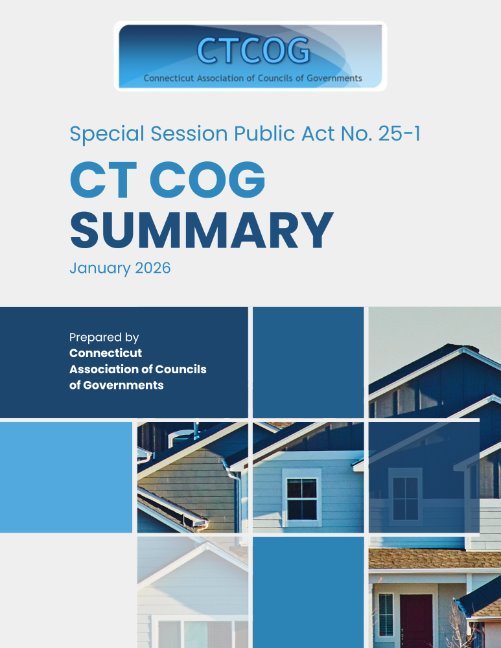 CTCOG
Connecticut Association of Councils of Governments
Special Session Public Act No. 25-1
CT COG
SUMMARY
January 2026
Prepared by
Connecticut
Association of Councils
of Governments